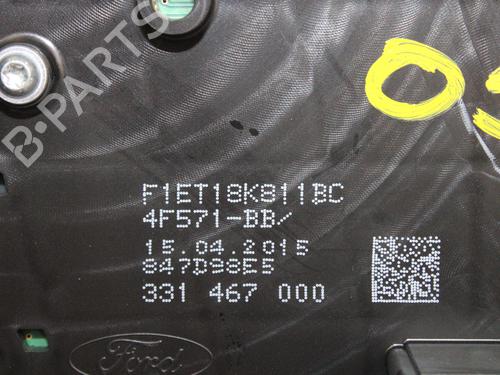 B-PARTS
F1ET18K811BC
4F571-BB/
15.04.2015
847D98E5
331 467 000
Ford